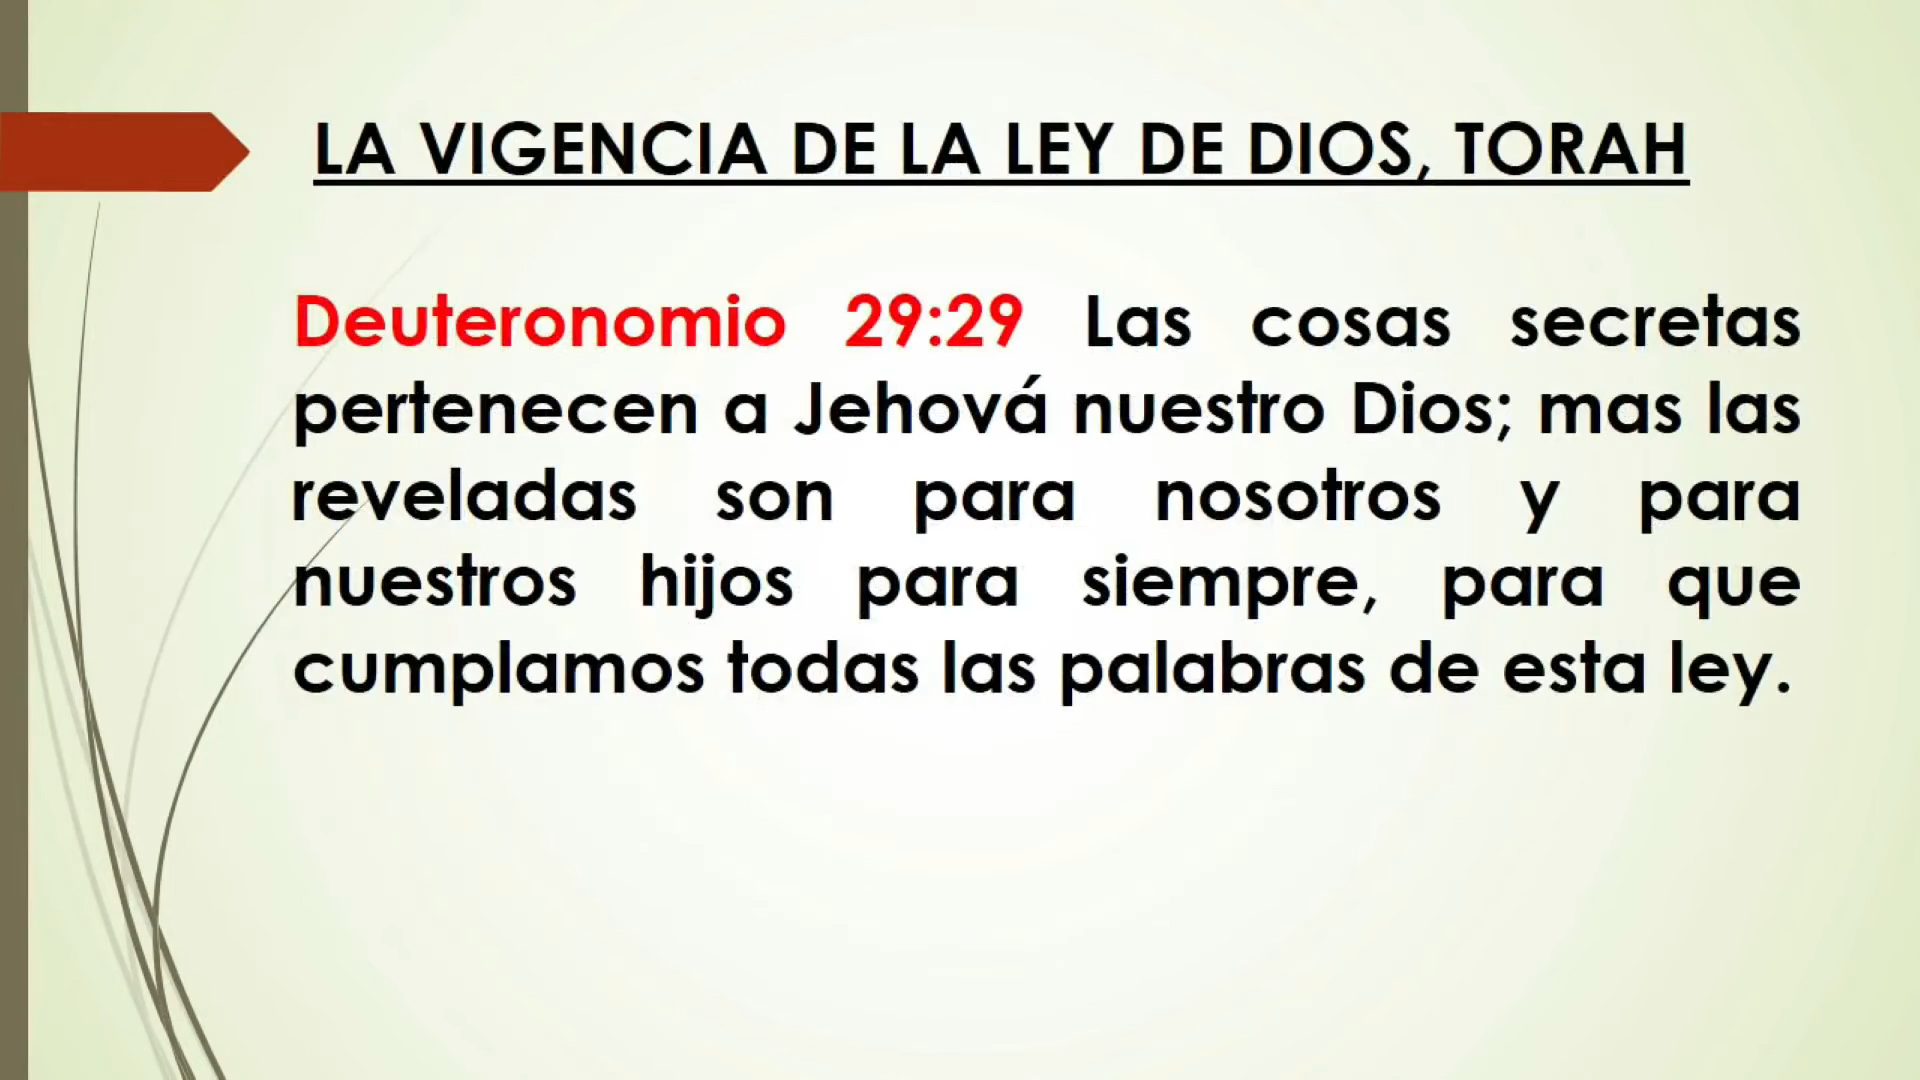 LA VIGENCIA DE LA LEY DE DIOS, TORAH
Deuteronomio 29:29 Las cosas secretas
pertenecen a Jehová nuestro Dios; mas las
reveladas son para nosotros y para
nuestros hijos para siempre, para que
cumplamos todas las palabras de esta ley.